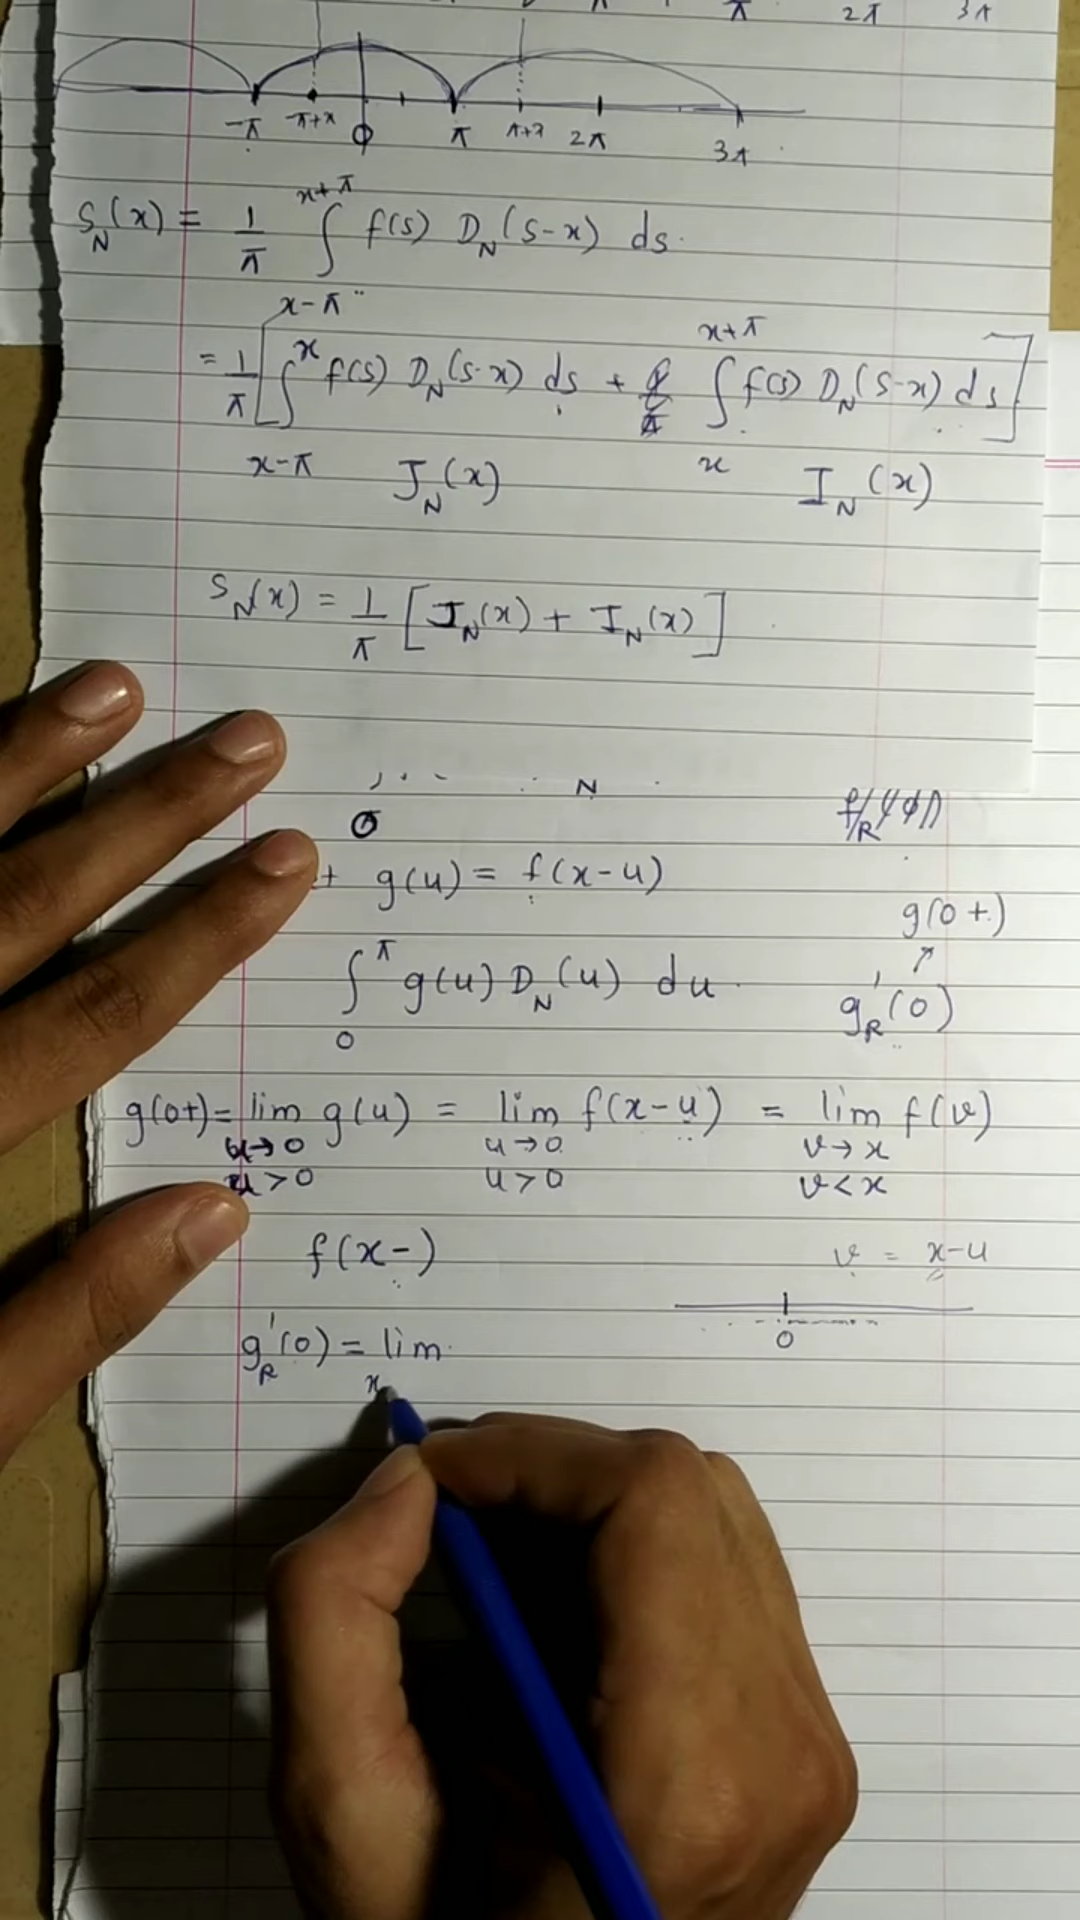 π 2π 3π
-π -π+x 0 π π+x 2π 3π
S_N(x) = 1/π ∫_{x-π}^{x+π} f(s) D_N(s-x) ds.
= 1/π [ ∫_{x-π}^{x} f(s) D_N(s-x) ds + ∫_{x}^{x+π} f(s) D_N(s-x) ds ]
J_N(x) I_N(x)
S_N(x) = 1/π [ J_N(x) + I_N(x) ]
N
0
g(u) = f(x-u)
g(0+)
∫_0^π g(u) D_N(u) du.
g'_R(0)
g(0+) = lim_{u→0, u>0} g(u) = lim_{u→0, u>0} f(x-u) = lim_{v→x, v<x} f(v)
f(x-)
v = x-u
0
g'_R(0) = lim
x